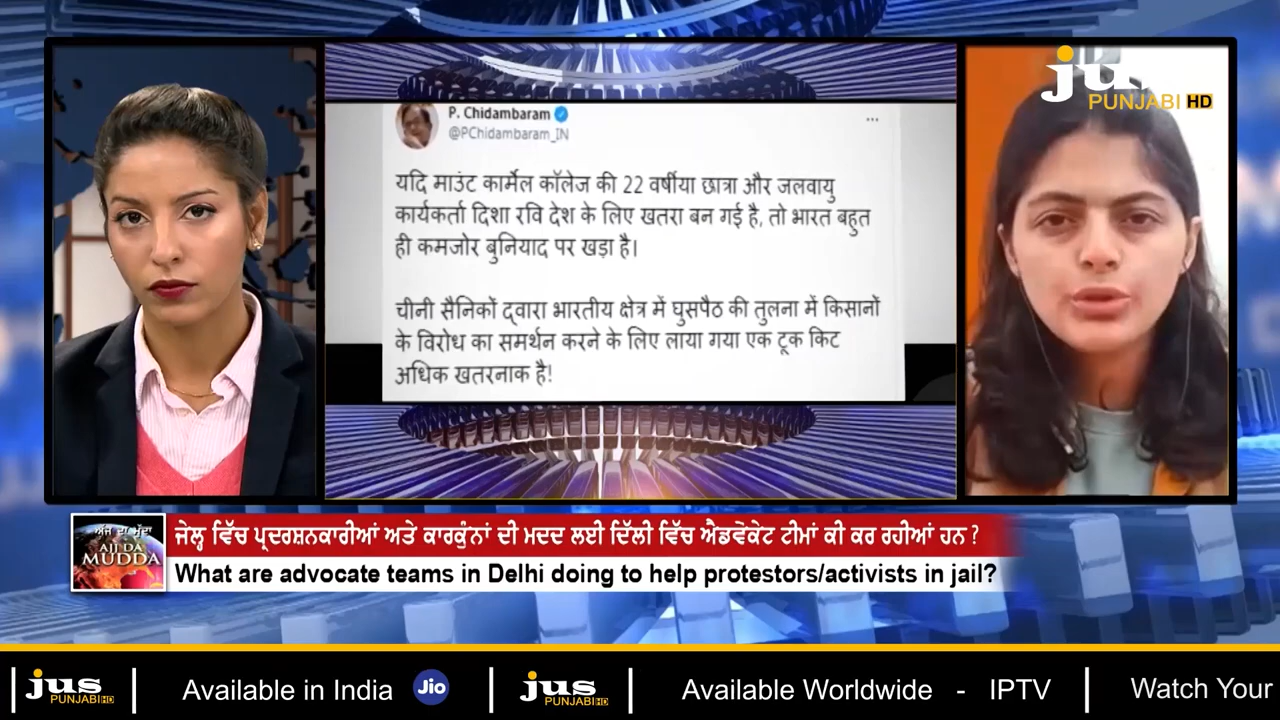 jus
PUNJABI HD
P. Chidambaram
@PChidambaram_IN
यदि माउंट कार्मेल कॉलेज की 22 वर्षीया छात्रा और जलवायु
कार्यकर्ता दिशा रवि देश के लिए खतरा बन गई है, तो भारत बहुत
ही कमजोर बुनियाद पर खड़ा है।
चीनी सैनिकों द्वारा भारतीय क्षेत्र में घुसपैठ की तुलना में किसानों
के विरोध का समर्थन करने के लिए लाया गया एक टूक किट
अधिक खतरनाक है!
ਅੱਜ ਦਾ ਮੁੱਦਾ
AJJ DA
MUDDA
ਜੇਲ੍ਹ ਵਿੱਚ ਪ੍ਰਦਰਸ਼ਨਕਾਰੀਆਂ ਅਤੇ ਕਾਰਕੁੰਨਾਂ ਦੀ ਮਦਦ ਲਈ ਦਿੱਲੀ ਵਿੱਚ ਐਡਵੋਕੇਟ ਟੀਮਾਂ ਕੀ ਕਰ ਰਹੀਆਂ ਹਨ ?
What are advocate teams in Delhi doing to help protestors/activists in jail?
jus PUNJABI HD | Available in India Jio | jus PUNJABI HD | Available Worldwide - IPTV | Watch Your